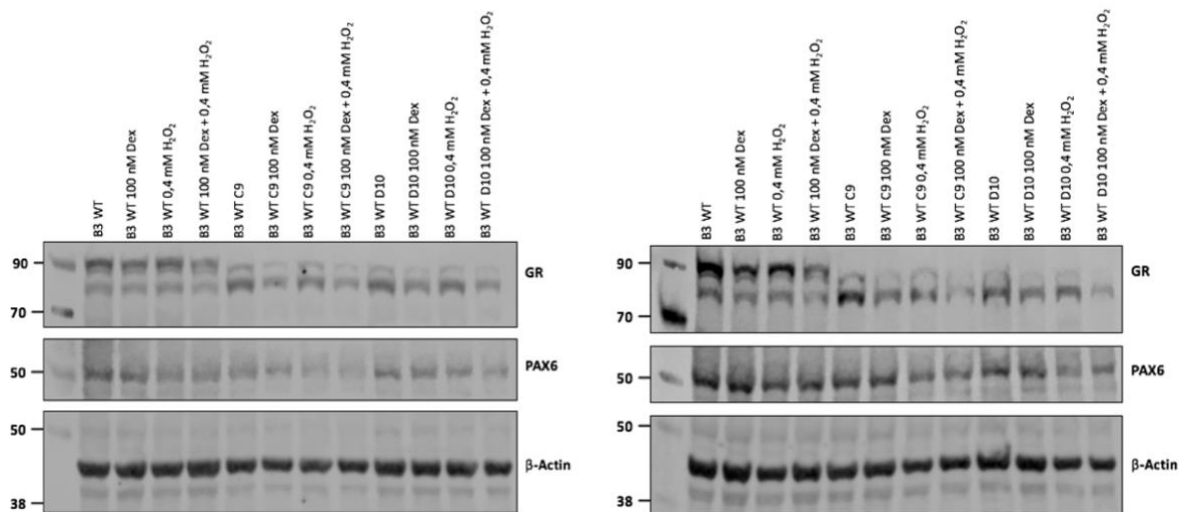 B3 WT
B3 WT 100 nM Dex
B3 WT 0,4 mM H₂O₂
B3 WT 100 nM Dex + 0,4 mM H₂O₂
B3 WT C9
B3 WT C9 100 nM Dex
B3 WT C9 0,4 mM H₂O₂
B3 WT C9 100 nM Dex + 0,4 mM H₂O₂
B3 WT D10
B3 WT D10 100 nM Dex
B3 WT D10 0,4 mM H₂O₂
B3 WT D10 100 nM Dex + 0,4 mM H₂O₂
90
GR
70
50
PAX6
50
β-Actin
38
B3 WT
B3 WT 100 nM Dex
B3 WT 0,4 mM H₂O₂
B3 WT 100 nM Dex + 0,4 mM H₂O₂
B3 WT C9
B3 WT C9 100 nM Dex
B3 WT C9 0,4 mM H₂O₂
B3 WT C9 100 nM Dex + 0,4 mM H₂O₂
B3 WT D10
B3 WT D10 100 nM Dex
B3 WT D10 0,4 mM H₂O₂
B3 WT D10 100 nM Dex + 0,4 mM H₂O₂
90
GR
70
50
PAX6
50
β-Actin
38